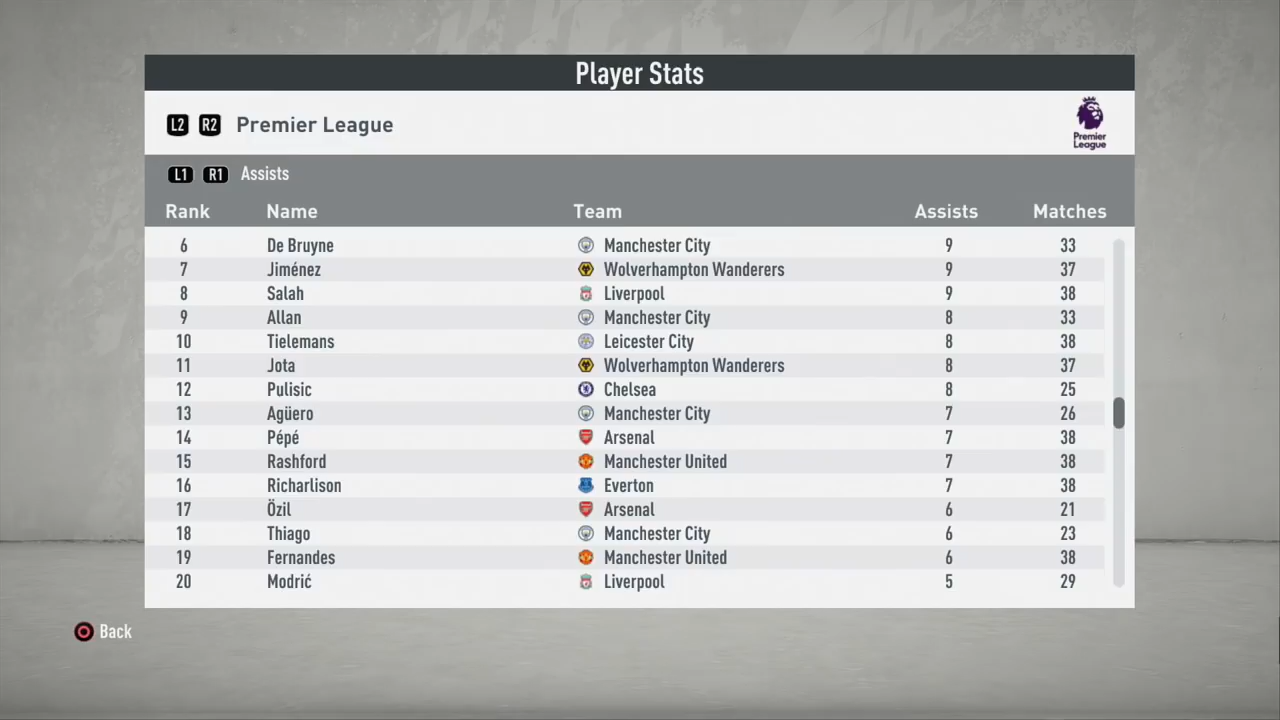 Player Stats
L2 R2 Premier League
Premier League
L1 R1 Assists
Rank Name Team Assists Matches
6 De Bruyne Manchester City 9 33
7 Jiménez Wolverhampton Wanderers 9 37
8 Salah Liverpool 9 38
9 Allan Manchester City 8 33
10 Tielemans Leicester City 8 38
11 Jota Wolverhampton Wanderers 8 37
12 Pulisic Chelsea 8 25
13 Agüero Manchester City 7 26
14 Pépé Arsenal 7 38
15 Rashford Manchester United 7 38
16 Richarlison Everton 7 38
17 Özil Arsenal 6 21
18 Thiago Manchester City 6 23
19 Fernandes Manchester United 6 38
20 Modrić Liverpool 5 29
Back